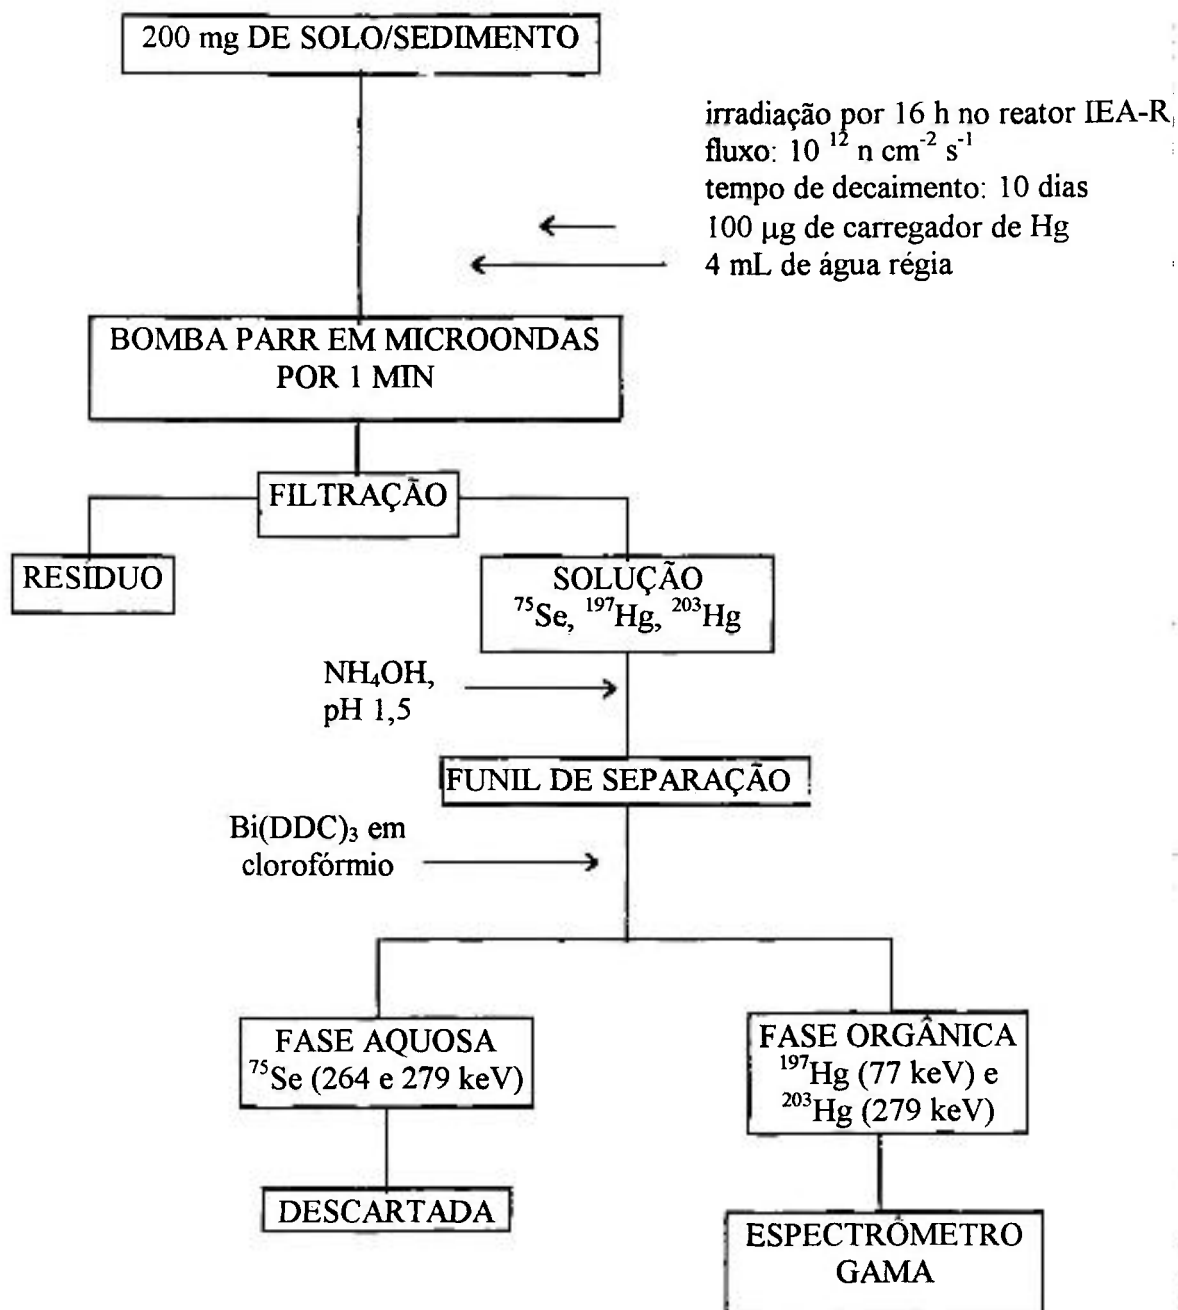 200 mg DE SOLO/SEDIMENTO
irradiação por 16 h no reator IEA-R
fluxo: 10 ¹² n cm⁻² s⁻¹
tempo de decaimento: 10 dias
100 µg de carregador de Hg
4 mL de água régia
BOMBA PARR EM MICROONDAS
POR 1 MIN
FILTRAÇÃO
RESÍDUO
SOLUÇÃO
⁷⁵Se, ¹⁹⁷Hg, ²⁰³Hg
NH₄OH,
pH 1,5
FUNIL DE SEPARAÇÃO
Bi(DDC)₃ em
clorofórmio
FASE AQUOSA
⁷⁵Se (264 e 279 keV)
FASE ORGÂNICA
¹⁹⁷Hg (77 keV) e
²⁰³Hg (279 keV)
DESCARTADA
ESPECTRÔMETRO
GAMA